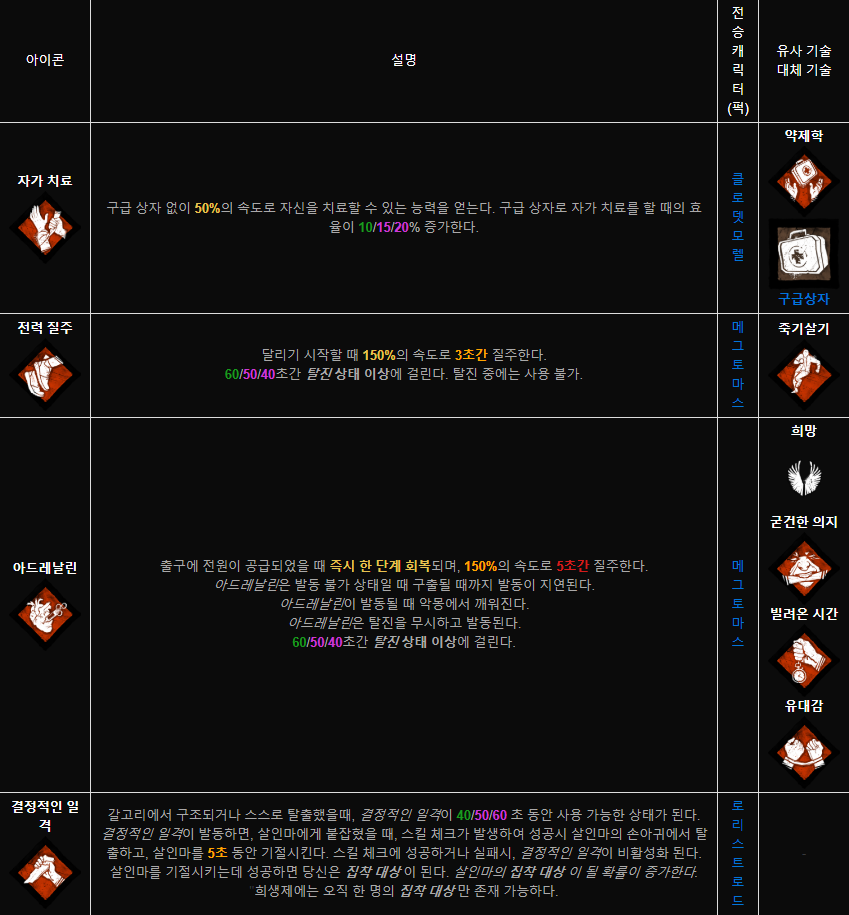 아이콘
설명
전
승
캐
릭
터
(퍽)
유사 기술
대체 기술
자가 치료
구급 상자 없이 50%의 속도로 자신을 치료할 수 있는 능력을 얻는다. 구급 상자로 자가 치료를 할 때의 효
율이 10/15/20% 증가한다.
클
로
뎃
모
렐
약제학
구급상자
전력 질주
달리기 시작할 때 150%의 속도로 3초간 질주한다.
60/50/40초간 탈진 상태 이상에 걸린다. 탈진 중에는 사용 불가.
메
그
토
마
스
죽기살기
아드레날린
출구에 전원이 공급되었을 때 즉시 한 단계 회복되며, 150%의 속도로 5초간 질주한다.
아드레날린은 발동 불가 상태일 때 구출될 때까지 발동이 지연된다.
아드레날린이 발동될 때 악몽에서 깨워진다.
아드레날린은 탈진을 무시하고 발동된다.
60/50/40초간 탈진 상태 이상에 걸린다.
메
그
토
마
스
희망
굳건한 의지
빌려온 시간
유대감
결정적인 일
격
갈고리에서 구조되거나 스스로 탈출했을때, 결정적인 일격이 40/50/60 초 동안 사용 가능한 상태가 된다.
결정적인 일격이 발동하면, 살인마에게 붙잡혔을 때, 스킬 체크가 발생하여 성공시 살인마의 손아귀에서 탈
출하고, 살인마를 5초 동안 기절시킨다. 스킬 체크에 성공하거나 실패시, 결정적인 일격이 비활성화 된다.
살인마를 기절시키는데 성공하면 당신은 집착 대상 이 된다. 살인마의 집착 대상 이 될 확률이 증가한다.
"희생제에는 오직 한 명의 집착 대상 만 존재 가능하다.
로
리
스
트
로
드
-